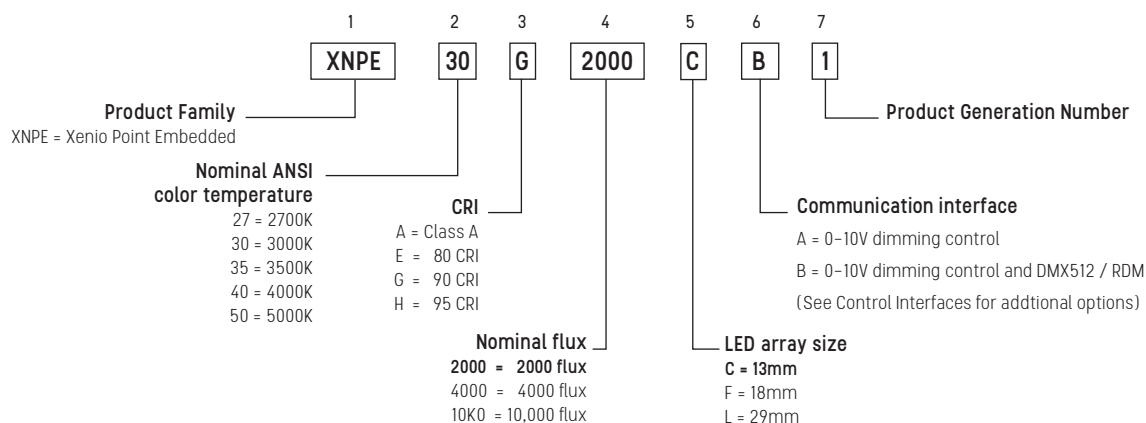 1 2 3 4 5 6 7
XNPE 30 G 2000 C B 1
Product Family
XNPE = Xenio Point Embedded
Product Generation Number
Nominal ANSI
color temperature
27 = 2700K
30 = 3000K
35 = 3500K
40 = 4000K
50 = 5000K
CRI
A = Class A
E = 80 CRI
G = 90 CRI
H = 95 CRI
Communication interface
A = 0-10V dimming control
B = 0-10V dimming control and DMX512 / RDM
(See Control Interfaces for addtional options)
Nominal flux
2000 = 2000 flux
4000 = 4000 flux
10K0 = 10,000 flux
LED array size
C = 13mm
F = 18mm
L = 29mm